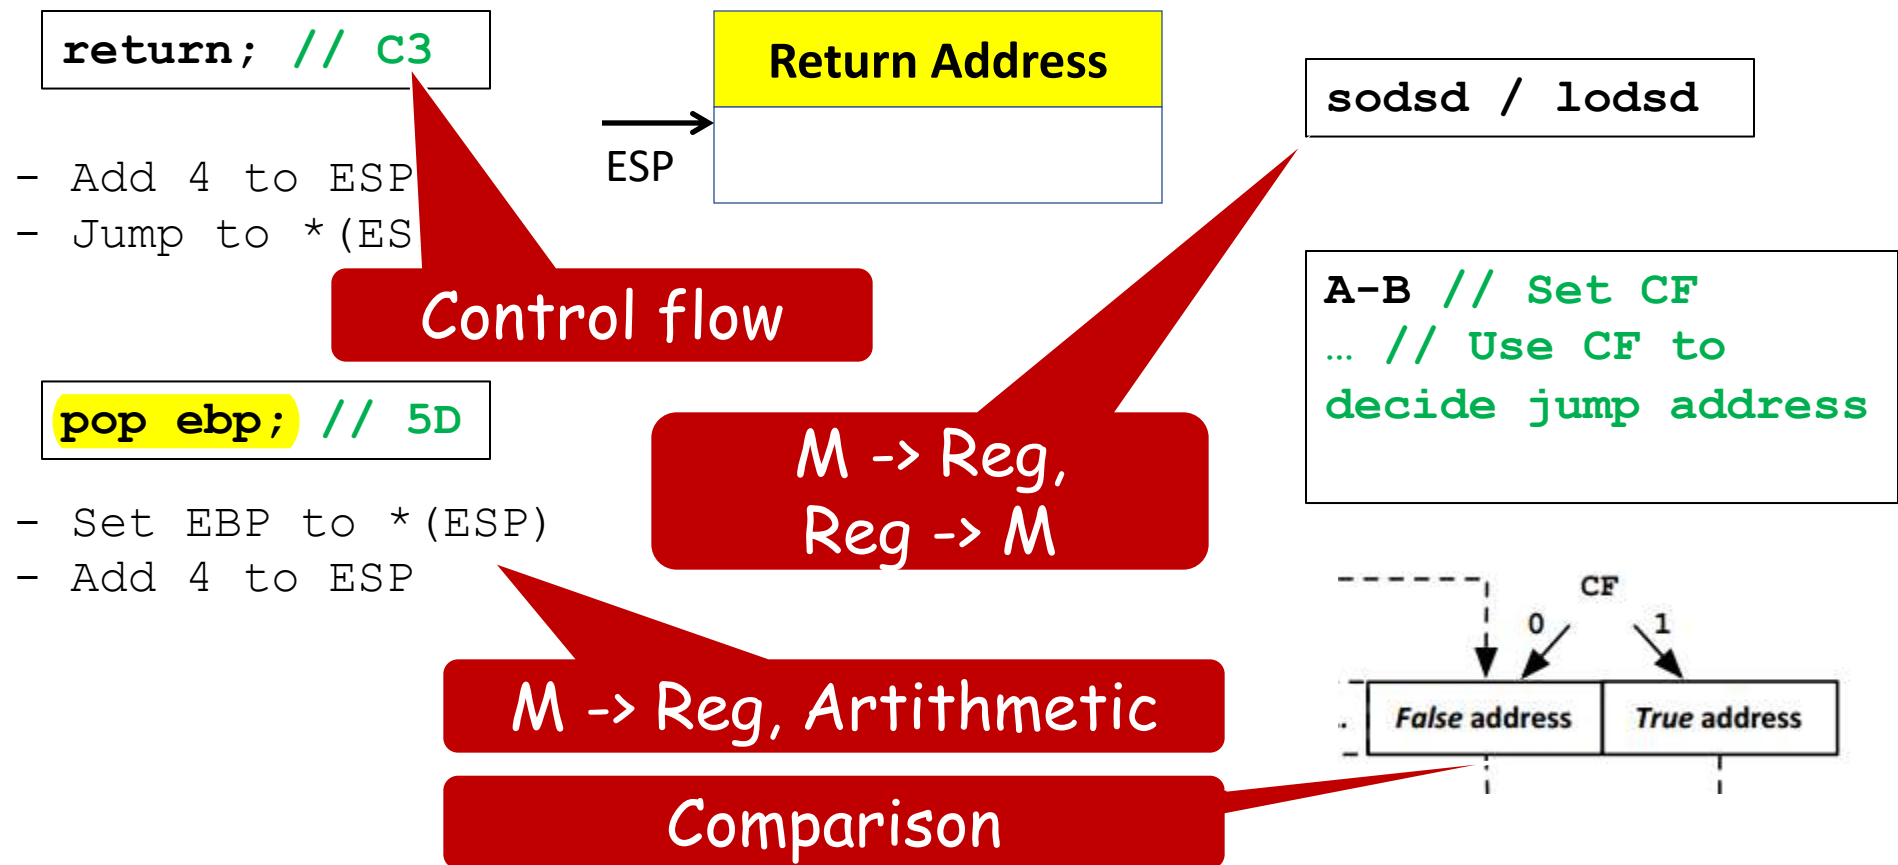 return; // C3
- Add 4 to ESP
- Jump to *(ES
Return Address
ESP
Control flow
pop ebp; // 5D
- Set EBP to *(ESP)
- Add 4 to ESP
M -> Reg, Artithmetic
sodsd / lodsd
M -> Reg,
Reg -> M
A-B // Set CF
… // Use CF to
decide jump address
CF
0 1
. False address True address
Comparison